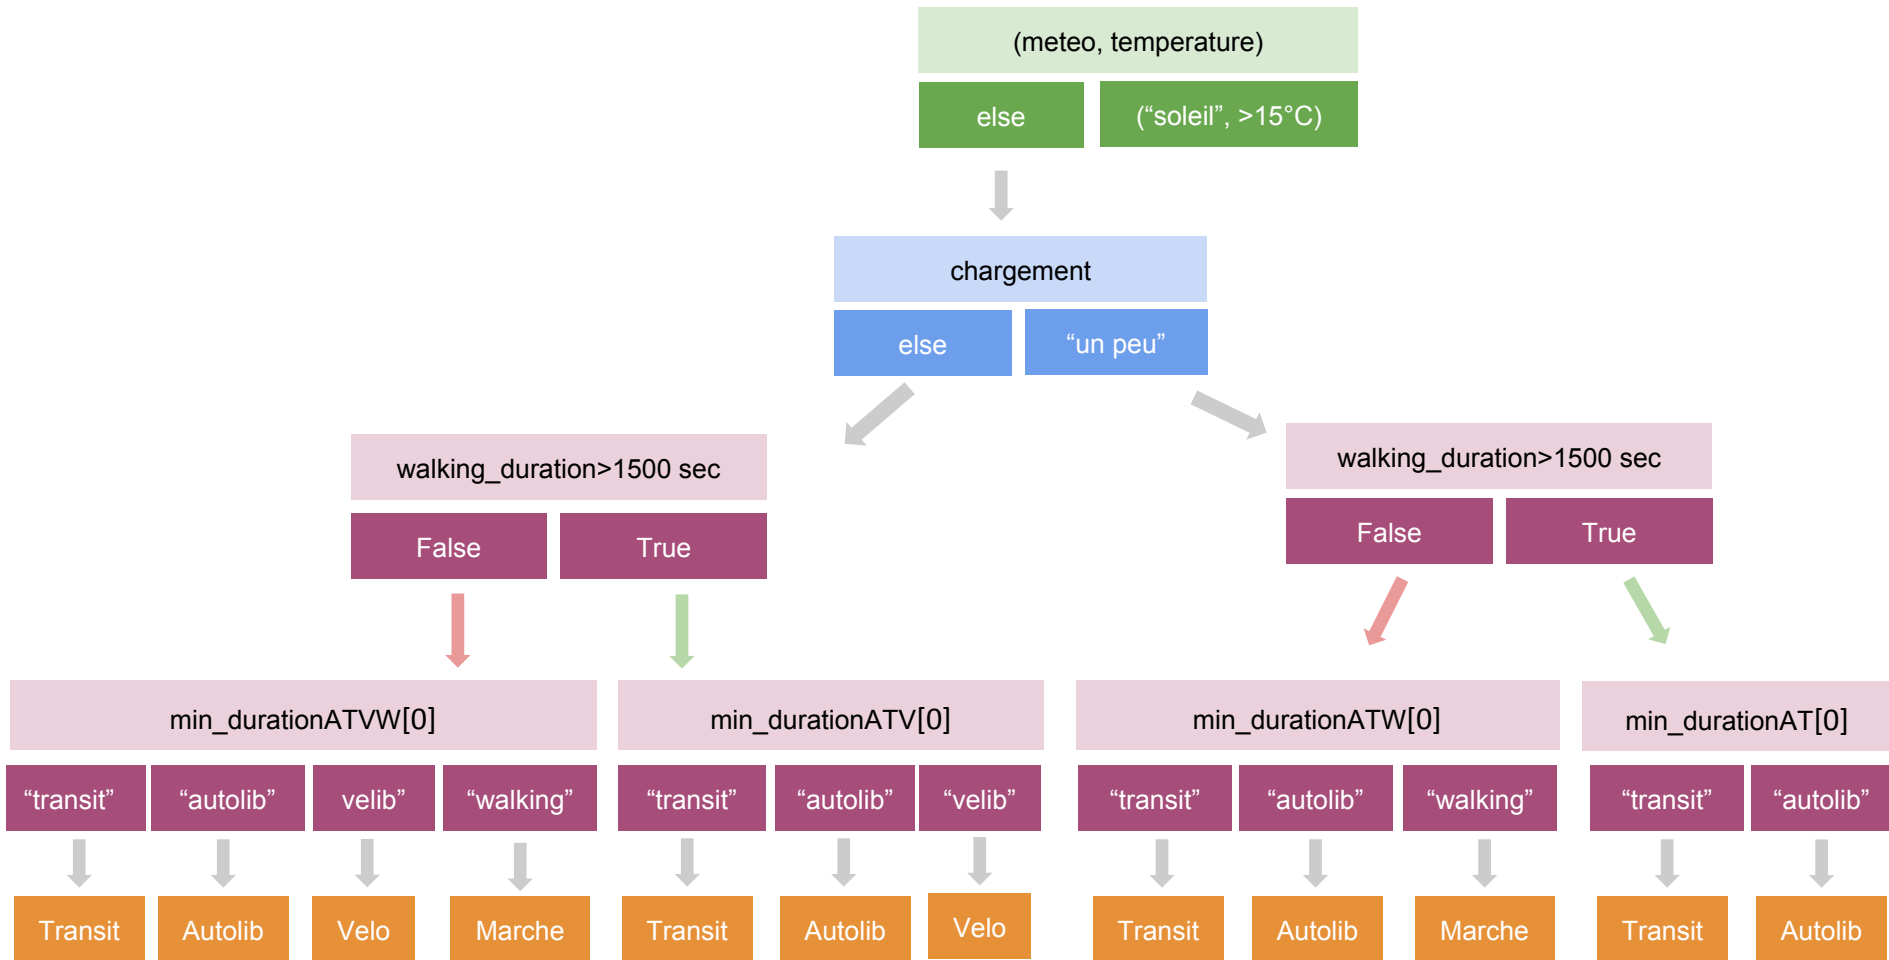 (meteo, temperature)
else
(“soleil”, >15°C)
chargement
else
“un peu”
walking_duration>1500 sec
False
True
walking_duration>1500 sec
False
True
min_durationATVW[0]
“transit”
“autolib”
velib”
“walking”
min_durationATV[0]
“transit”
“autolib”
“velib”
min_durationATW[0]
“transit”
“autolib”
“walking”
min_durationAT[0]
“transit”
“autolib”
Transit
Autolib
Velo
Marche
Transit
Autolib
Velo
Transit
Autolib
Marche
Transit
Autolib